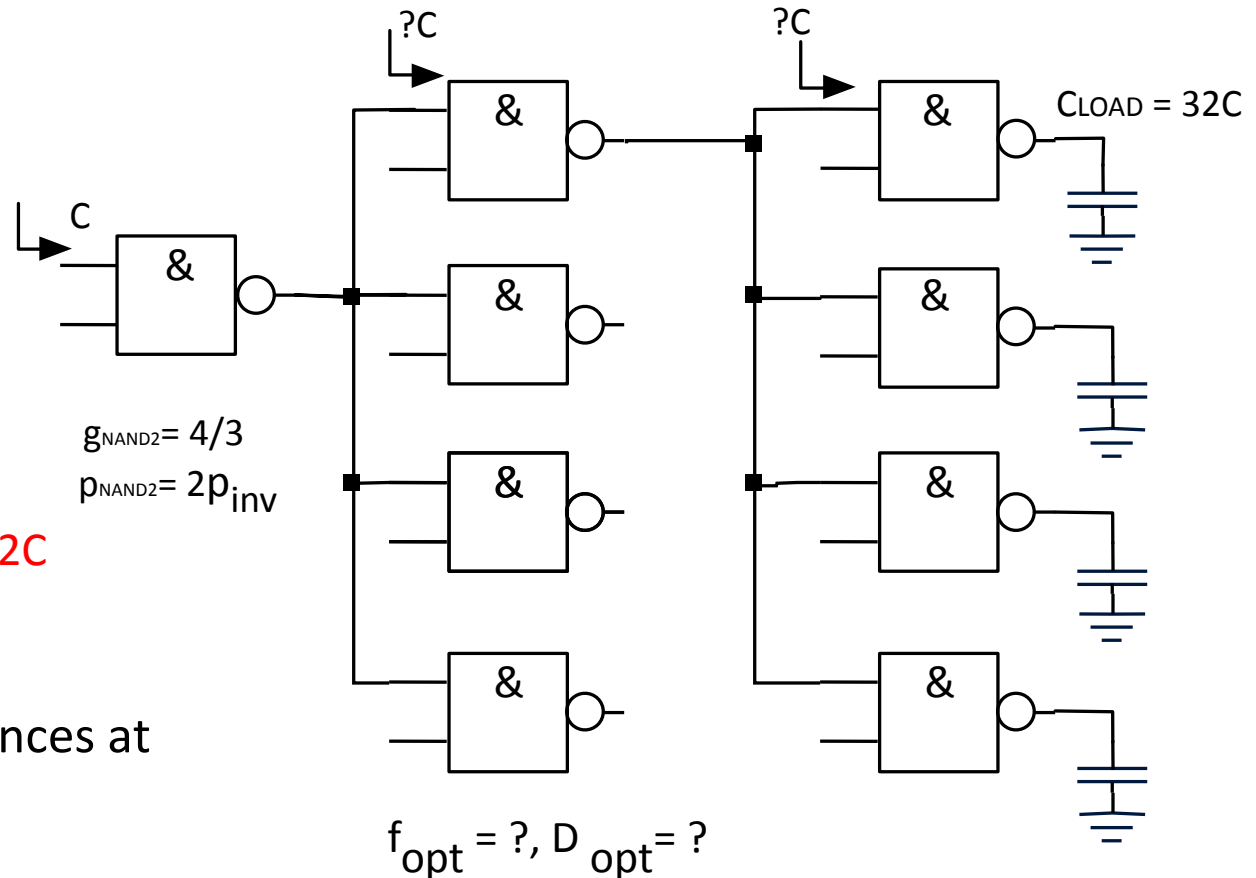 ?C
?C
&
&
CLOAD = 32C
C
&
&
&
gNAND2= 4/3
pNAND2= 2pinv
&
&
2C
&
&
nces at
fopt = ?, D opt= ?